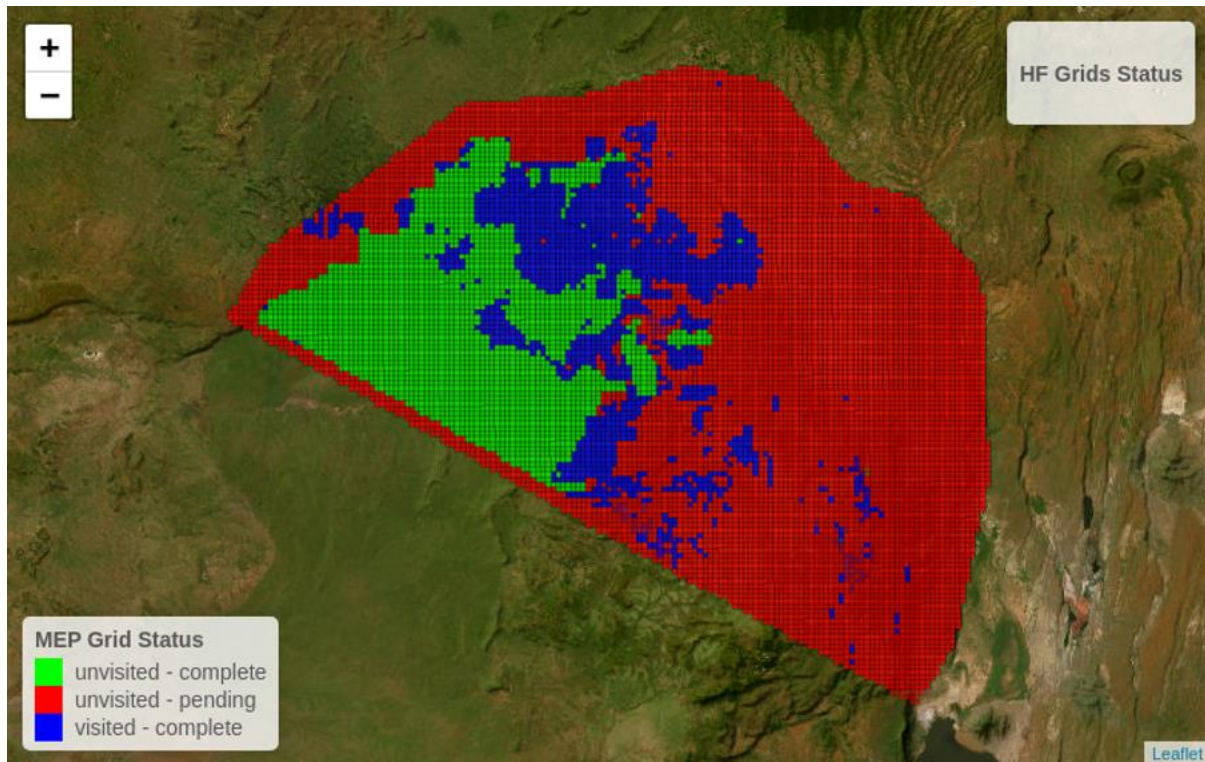 +
−
HF Grids Status
MEP Grid Status
unvisited - complete
unvisited - pending
visited - complete
Leaflet